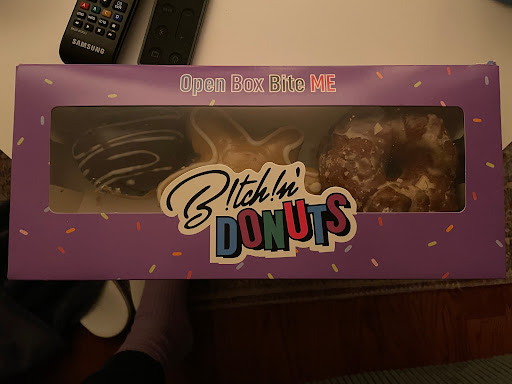 SAMSUNG
Open Box Bite ME
B!tch!n'
DONUTS